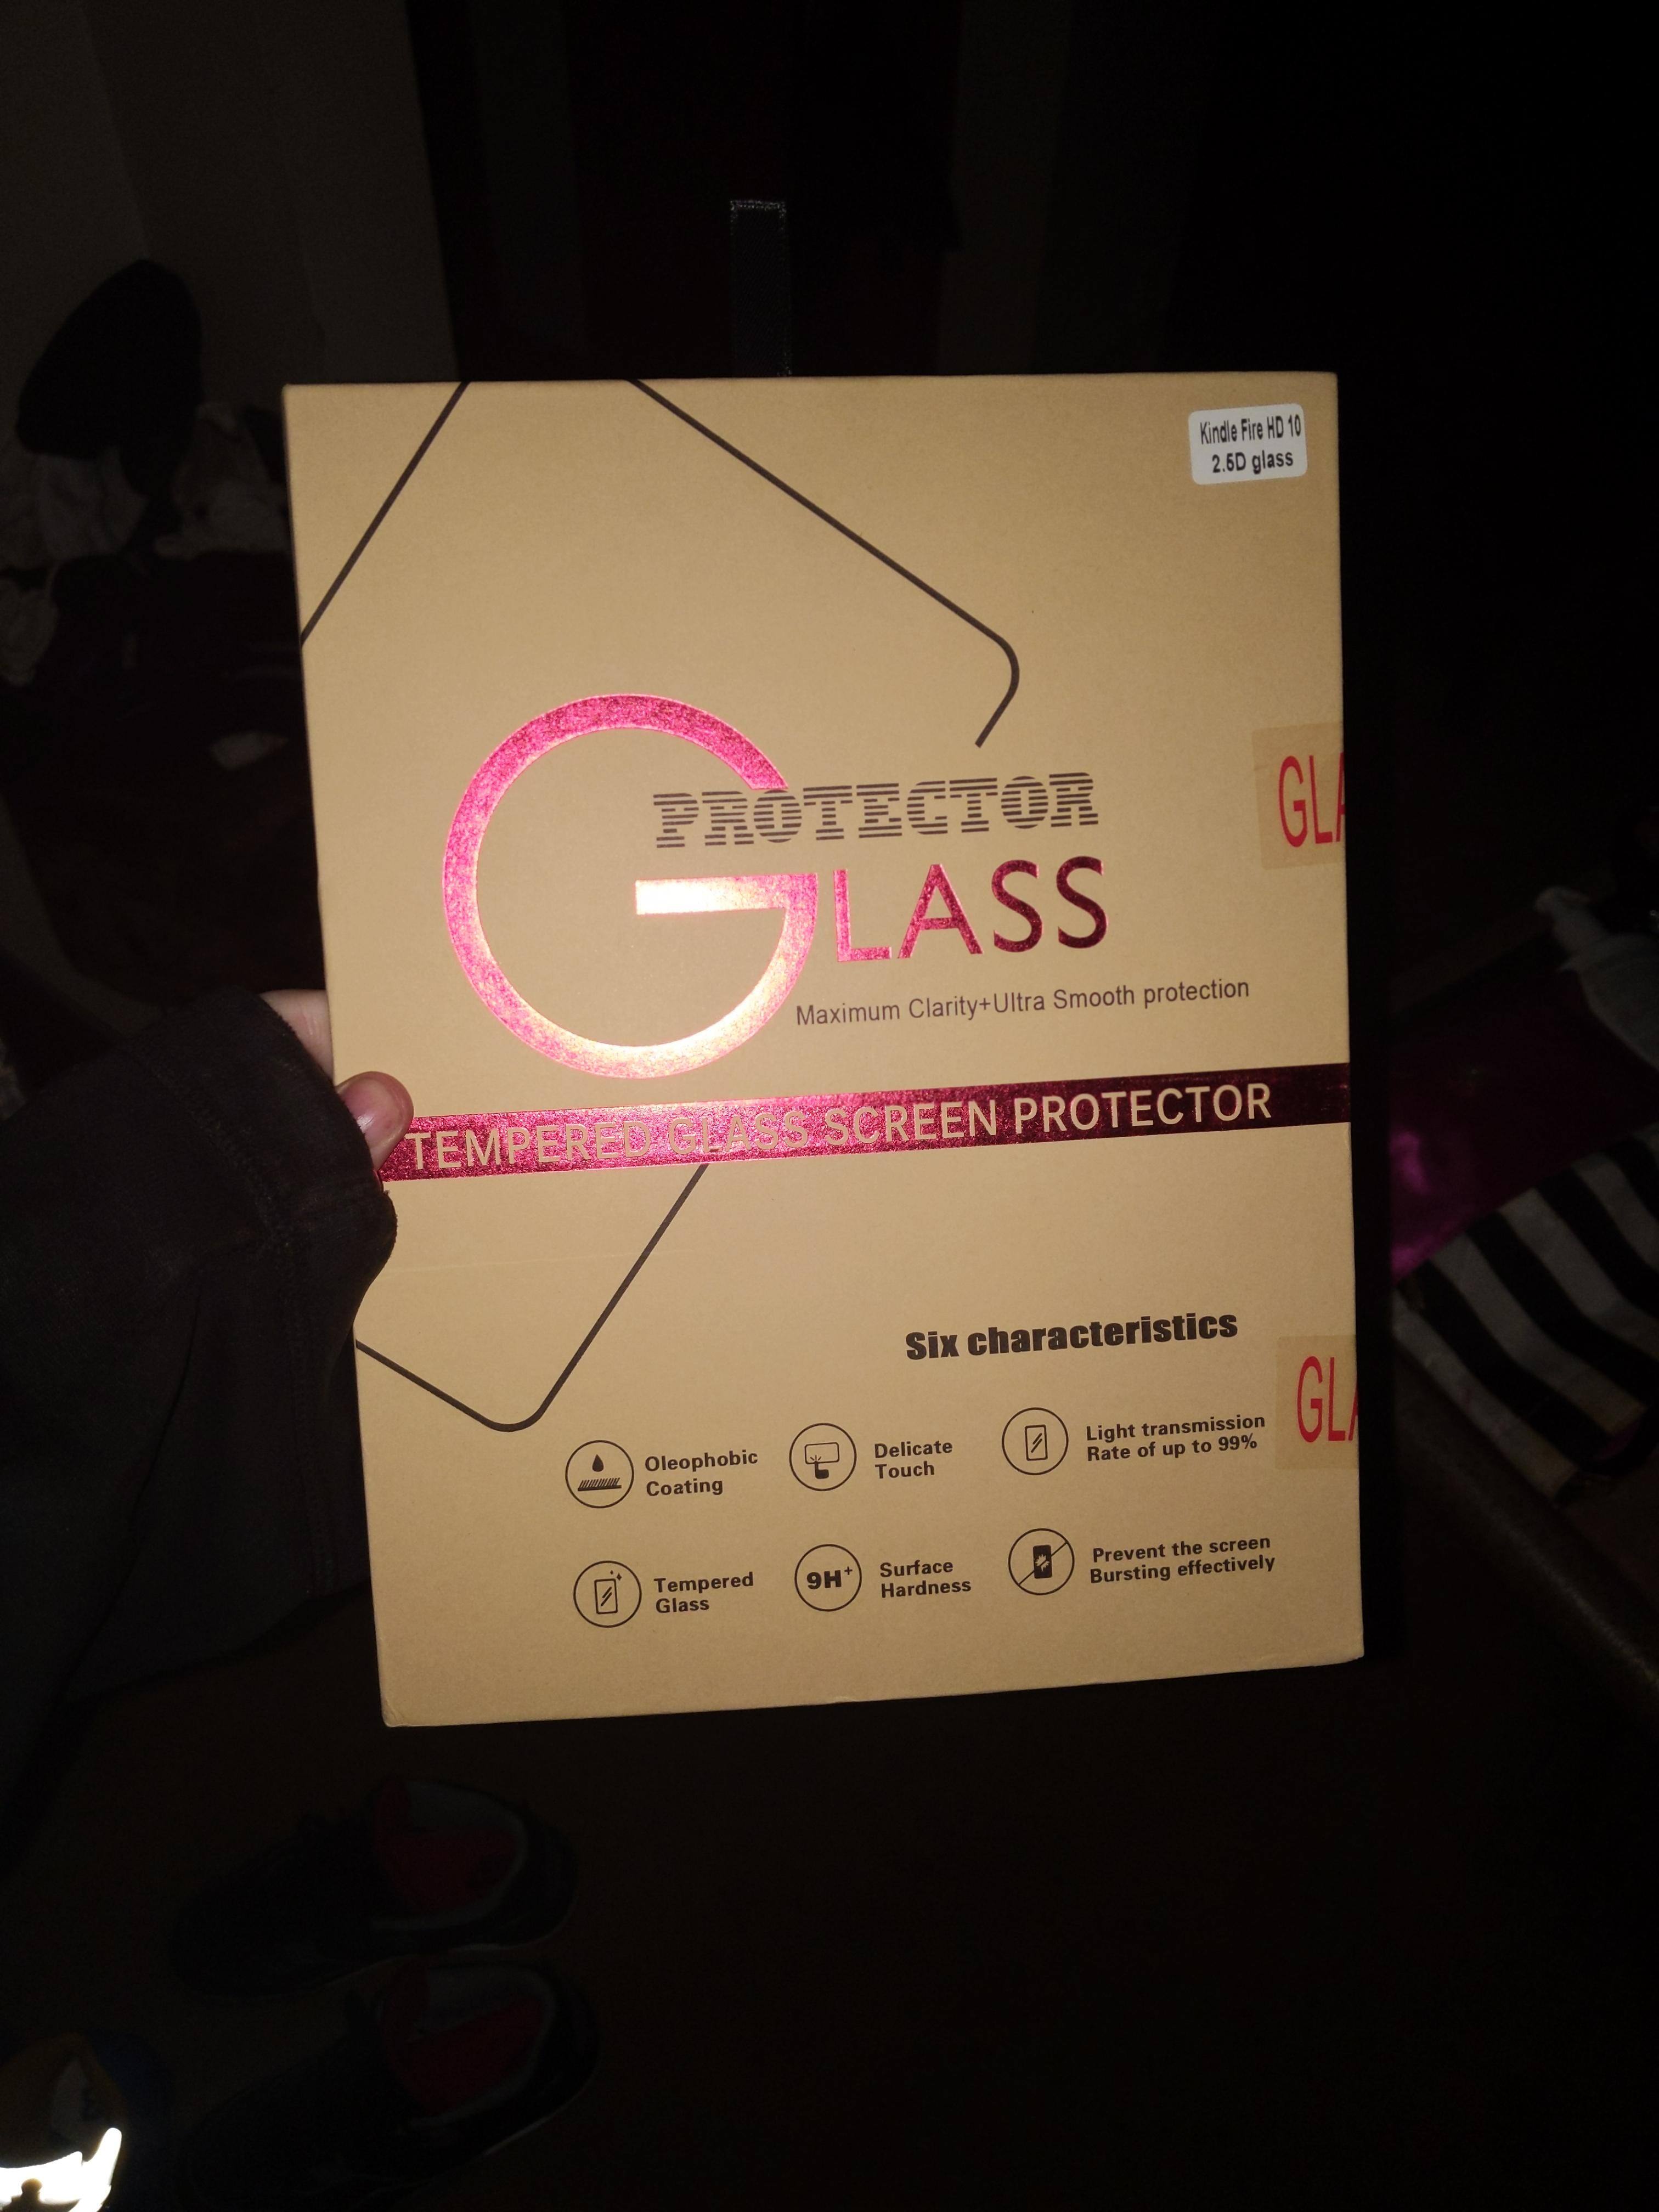 Kindle Fire HD 10
2.5D glass
PROTECTOR
GLASS
GLA
Maximum Clarity+Ultra Smooth protection
TEMPERED GLASS SCREEN PROTECTOR
Six characteristics
GLA
Oleophobic
Coating
Delicate
Touch
Light transmission
Rate of up to 99%
Tempered
Glass
9H+
Surface
Hardness
Prevent the screen
Bursting effectively